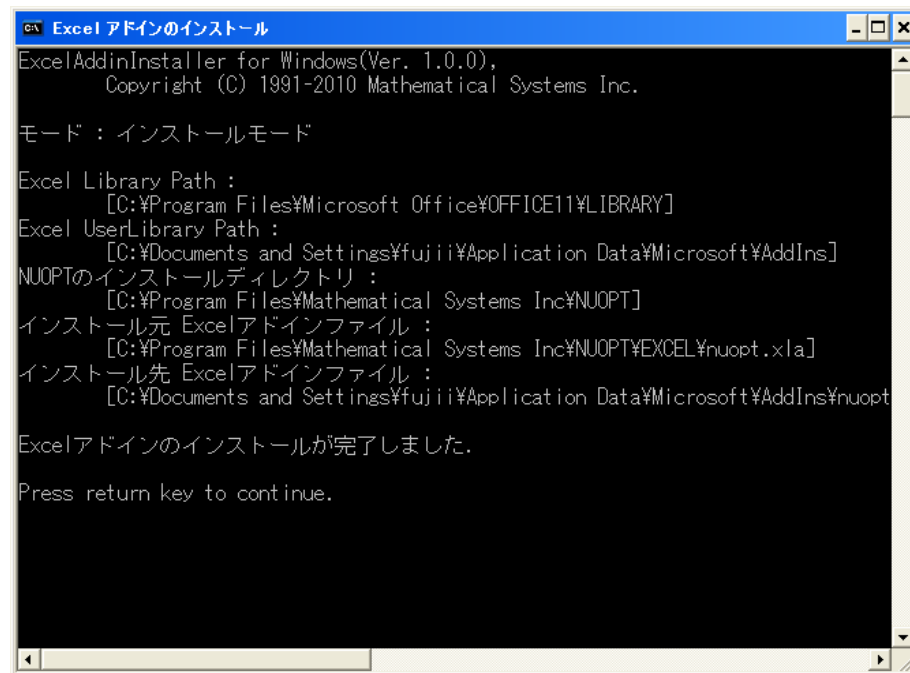 Excel アドインのインストール
ExcelAddinInstaller for Windows(Ver. 1.0.0),
Copyright (C) 1991-2010 Mathematical Systems Inc.
モード : インストールモード
Excel Library Path :
[C:¥Program Files¥Microsoft Office¥OFFICE11¥LIBRARY]
Excel UserLibrary Path :
[C:¥Documents and Settings¥fujii¥Application Data¥Microsoft¥AddIns]
NUOPTのインストールディレクトリ :
[C:¥Program Files¥Mathematical Systems Inc¥NUOPT]
インストール元 Excelアドインファイル :
[C:¥Program Files¥Mathematical Systems Inc¥NUOPT¥EXCEL¥nuopt.xla]
インストール先 Excelアドインファイル :
[C:¥Documents and Settings¥fujii¥Application Data¥Microsoft¥AddIns¥nuopt
Excelアドインのインストールが完了しました.
Press return key to continue.